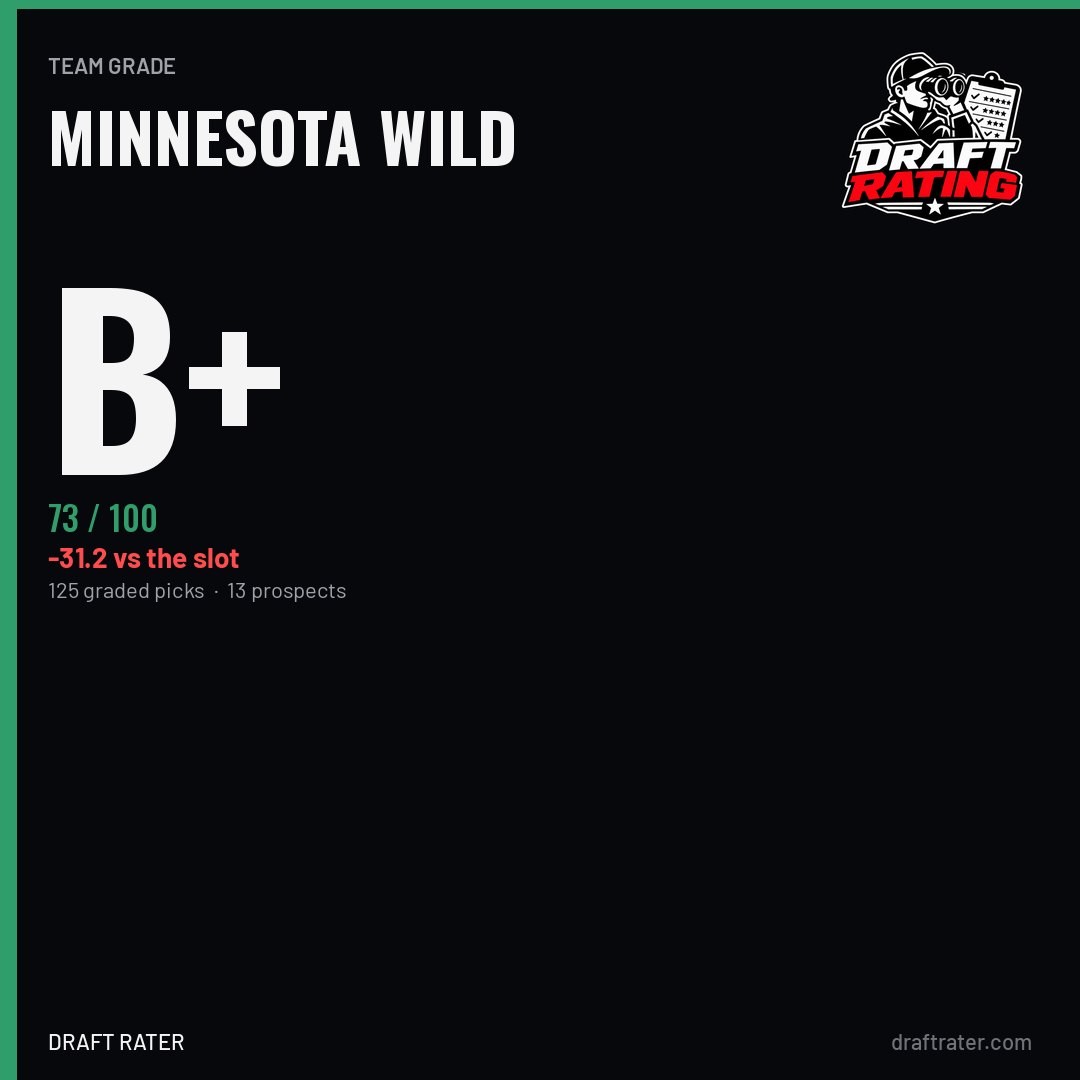 TEAM GRADE
MINNESOTA WILD
DRAFT
RATING
B+
73 / 100
-31.2 vs the slot
125 graded picks · 13 prospects
DRAFT RATER
draftrater.com